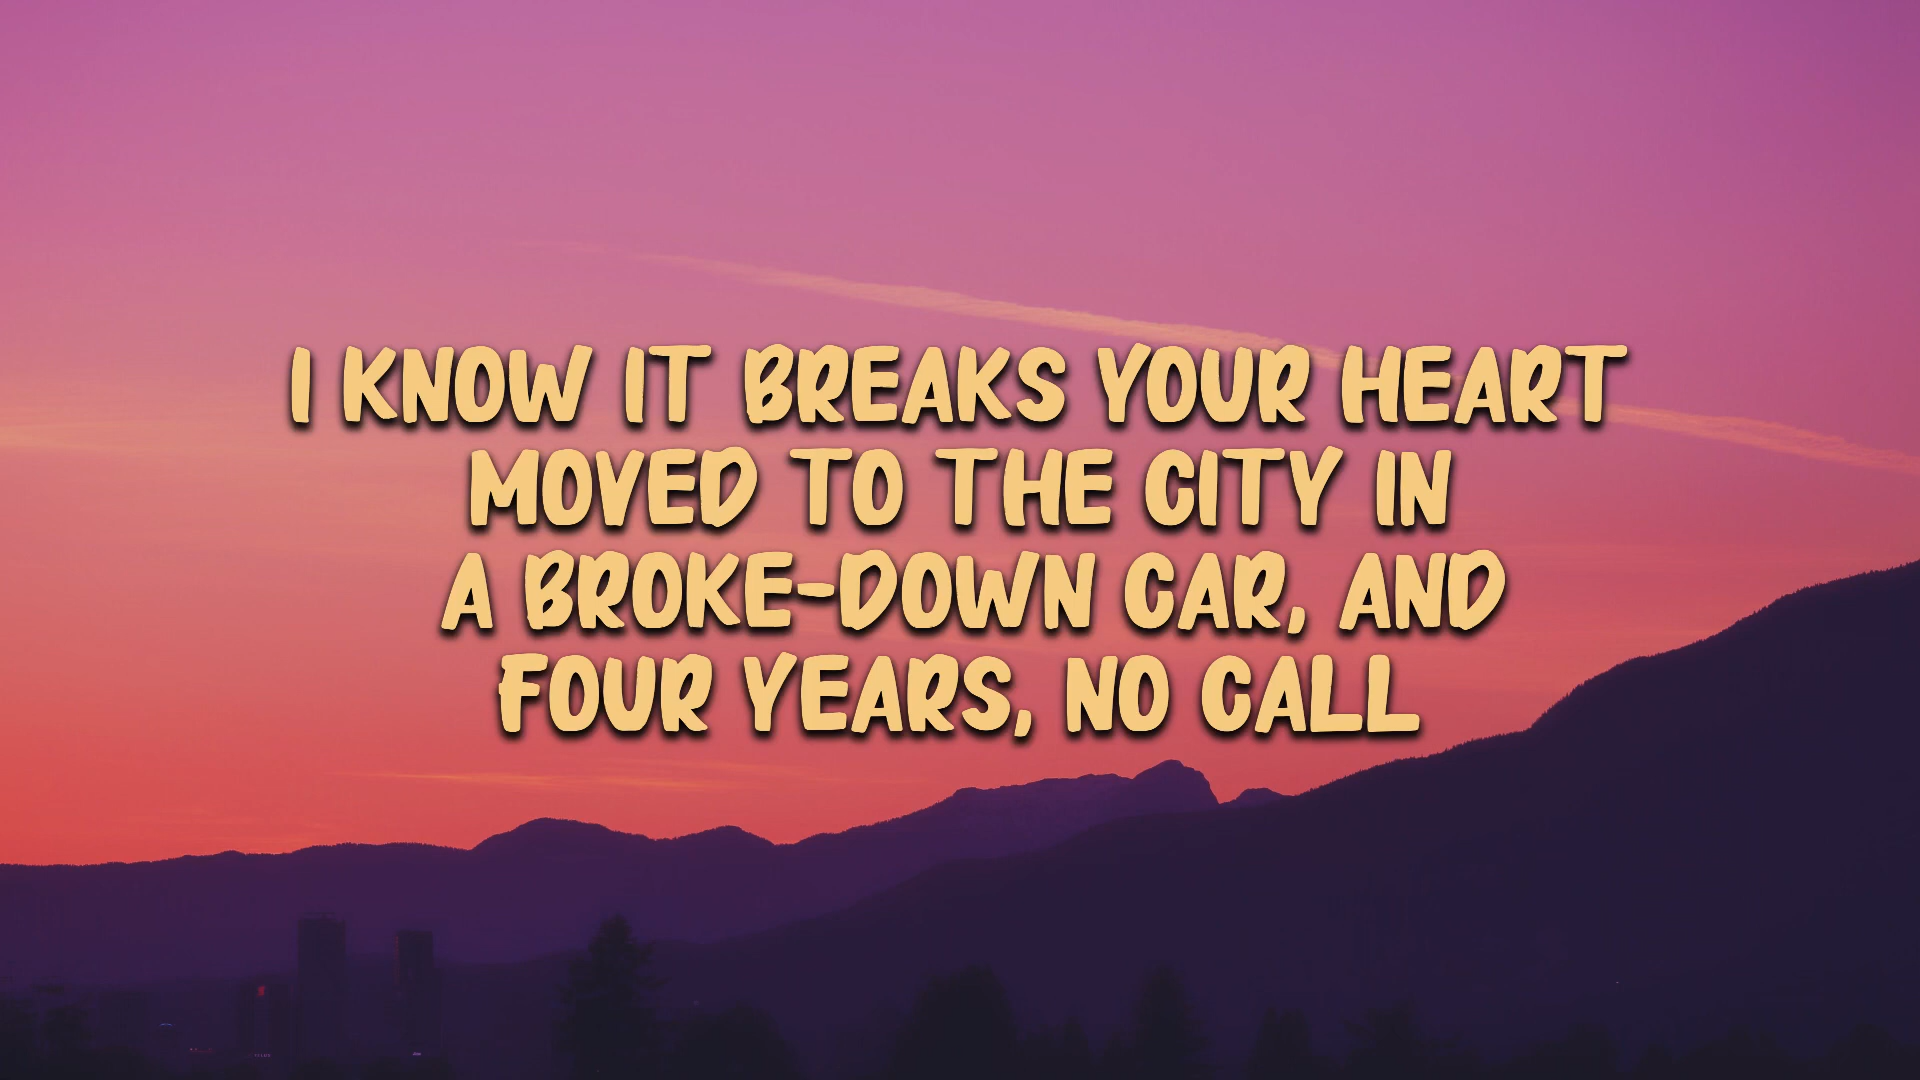 I KNOW IT BREAKS YOUR HEART
MOVED TO THE CITY IN
A BROKE-DOWN CAR, AND
FOUR YEARS, NO CALL